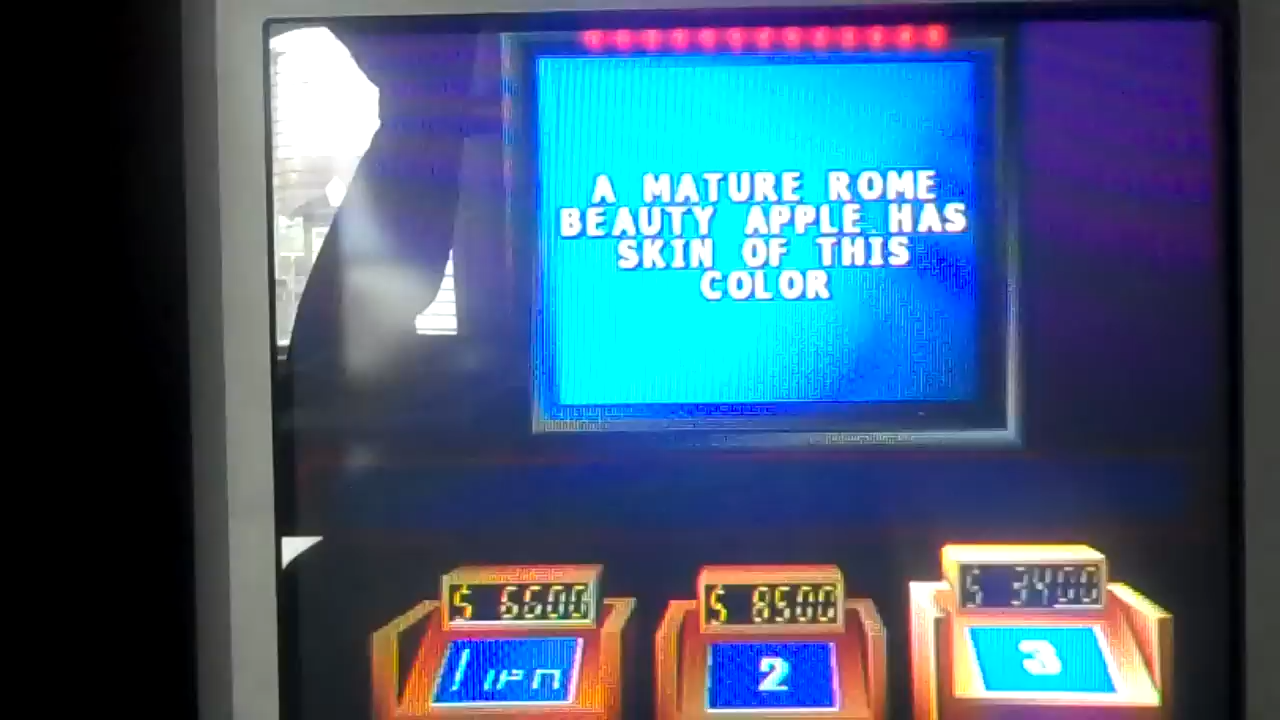 A MATURE ROME
BEAUTY APPLE HAS
SKIN OF THIS
COLOR
$ 6600
$ 8500
$ 3400
2
3